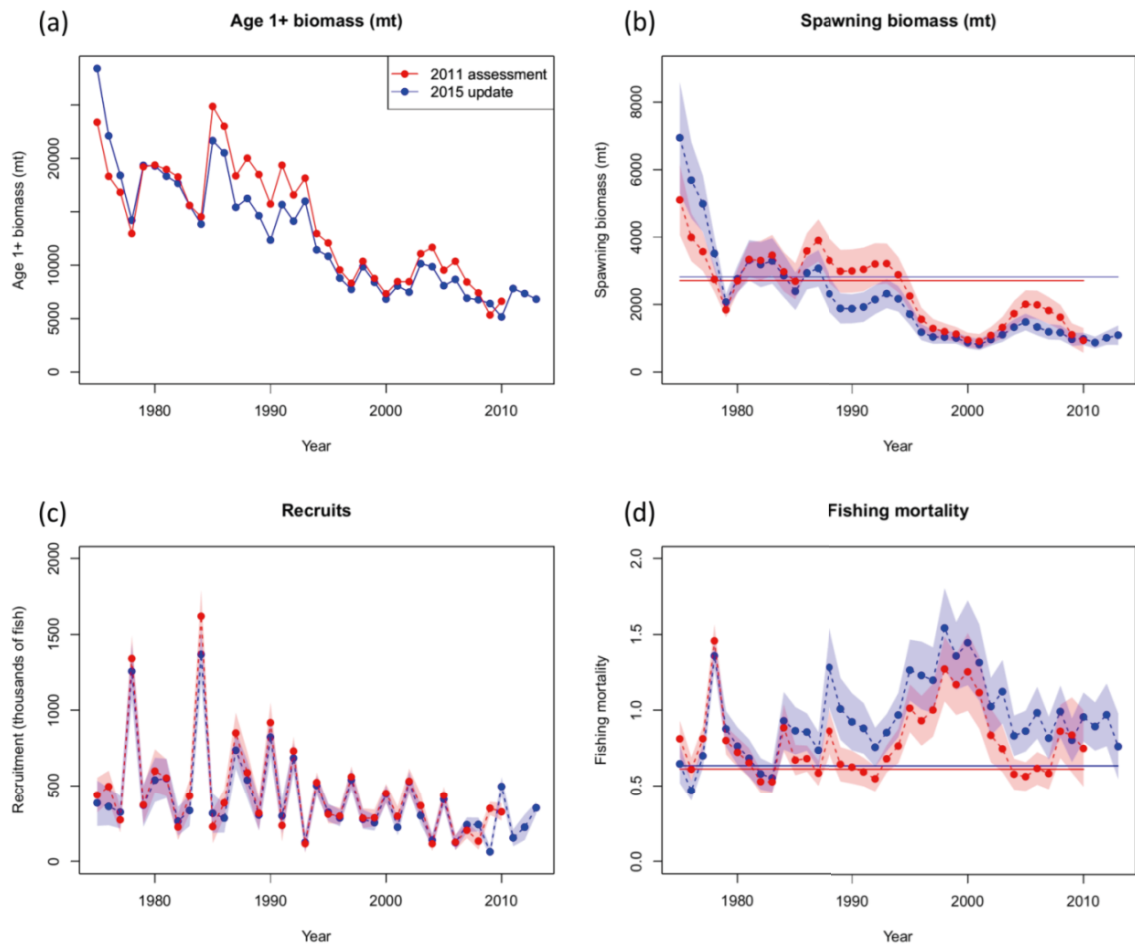 (a)
Age 1+ biomass (mt)
2011 assessment
2015 update
Age 1+ biomass (mt)
0
5000
10000
20000
1980
1990
2000
2010
Year
(b)
Spawning biomass (mt)
Spawning biomass (mt)
0
2000
4000
6000
8000
1980
1990
2000
2010
Year
(c)
Recruits
Recruitment (thousands of fish)
0
500
1000
1500
2000
1980
1990
2000
2010
Year
(d)
Fishing mortality
Fishing mortality
0.0
0.5
1.0
1.5
2.0
1980
1990
2000
2010
Year